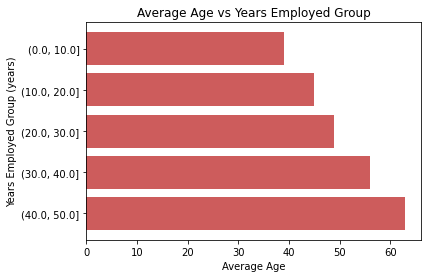 Average Age vs Years Employed Group
Years Employed Group (years)
(0.0, 10.0]
(10.0, 20.0]
(20.0, 30.0]
(30.0, 40.0]
(40.0, 50.0]
0 10 20 30 40 50 60
Average Age